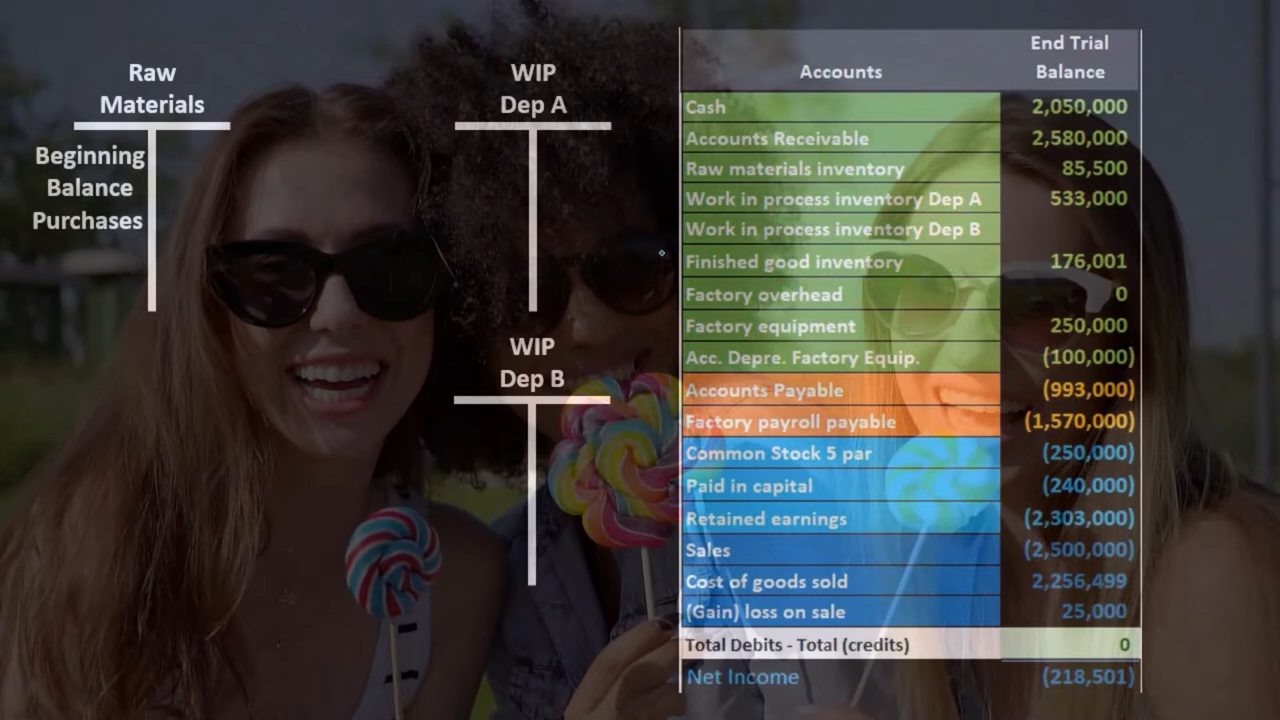 Raw
Materials
Beginning
Balance
Purchases
WIP
Dep A
WIP
Dep B
Accounts End Trial Balance
Cash 2,050,000
Accounts Receivable 2,580,000
Raw materials inventory 85,500
Work in process inventory Dep A 533,000
Work in process inventory Dep B
Finished good inventory 176,001
Factory overhead 0
Factory equipment 250,000
Acc. Depre. Factory Equip. (100,000)
Accounts Payable (993,000)
Factory payroll payable (1,570,000)
Common Stock 5 par (250,000)
Paid in capital (240,000)
Retained earnings (2,303,000)
Sales (2,500,000)
Cost of goods sold 2,256,499
(Gain) loss on sale 25,000
Total Debits - Total (credits) 0
Net Income (218,501)